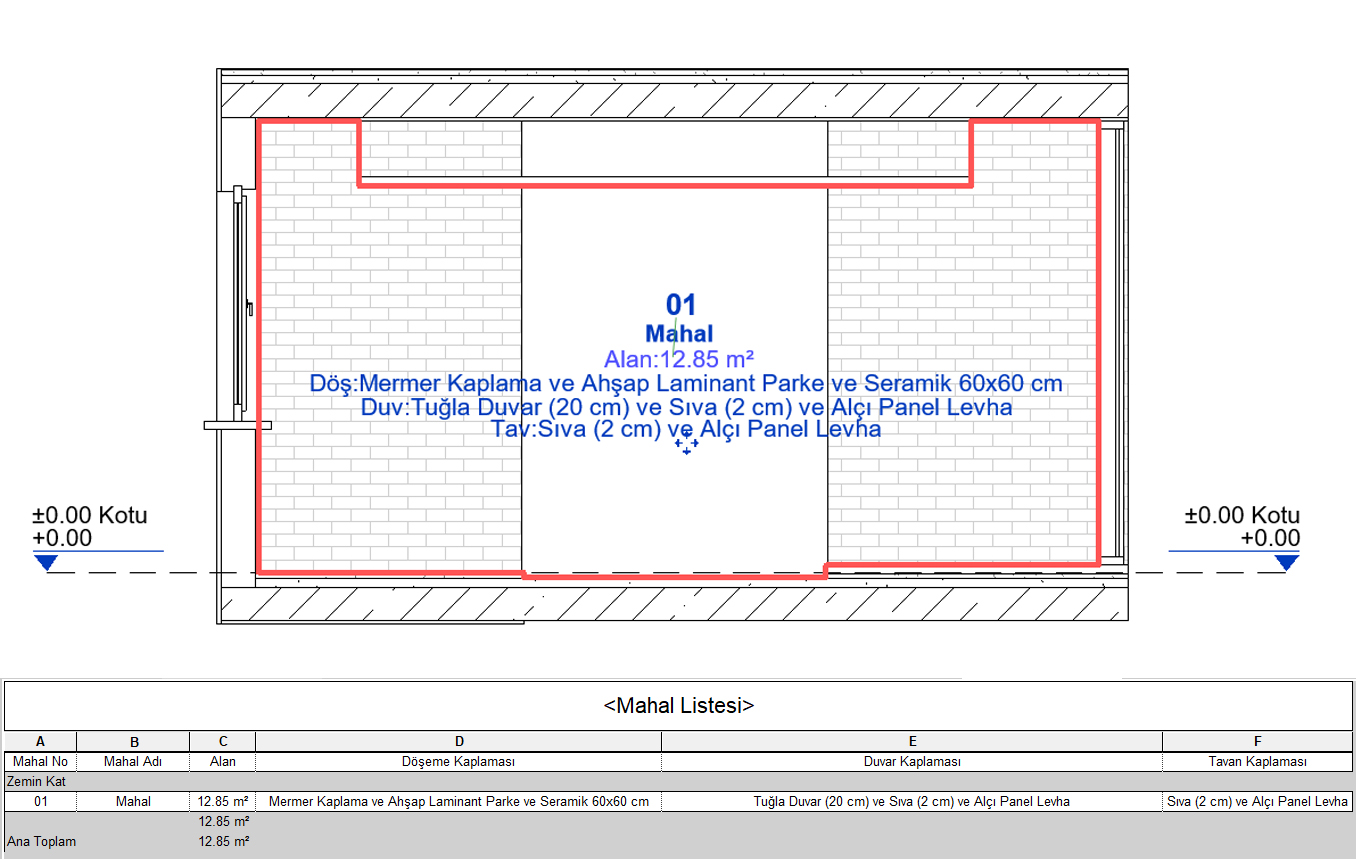 01
Mahal
Alan:12.85 m²
Döş:Mermer Kaplama ve Ahşap Laminant Parke ve Seramik 60x60 cm
Duv:Tuğla Duvar (20 cm) ve Sıva (2 cm) ve Alçı Panel Levha
Tav:Sıva (2 cm) ve Alçı Panel Levha
±0.00 Kotu
+0.00
±0.00 Kotu
+0.00
<Mahal Listesi>
A B C D E F
Mahal No Mahal Adı Alan Döşeme Kaplaması Duvar Kaplaması Tavan Kaplaması
Zemin Kat
01 Mahal 12.85 m² Mermer Kaplama ve Ahşap Laminant Parke ve Seramik 60x60 cm Tuğla Duvar (20 cm) ve Sıva (2 cm) ve Alçı Panel Levha Sıva (2 cm) ve Alçı Panel Levha
12.85 m²
Ana Toplam 12.85 m²